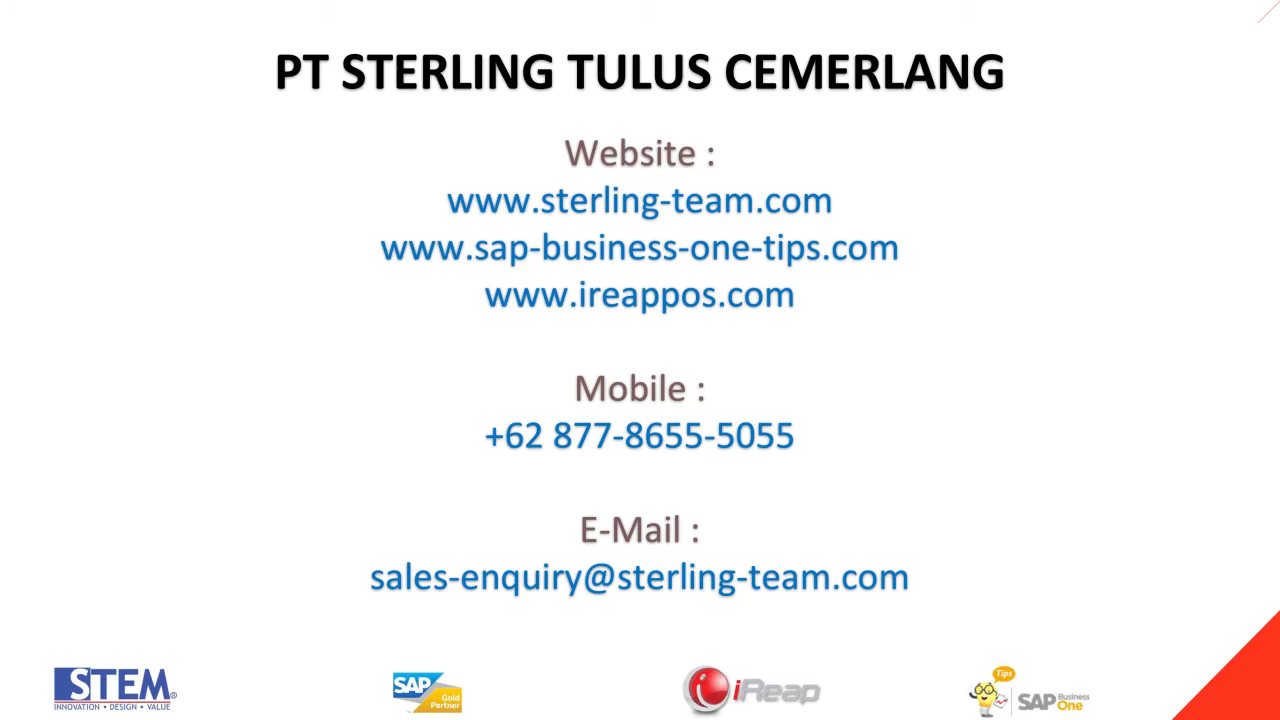 PT STERLING TULUS CEMERLANG
Website :
www.sterling-team.com
www.sap-business-one-tips.com
www.ireappos.com
Mobile :
+62 877-8655-5055
E-Mail :
sales-enquiry@sterling-team.com
STEM®
INNOVATION • DESIGN • VALUE
SAP
Gold
Partner
iReap
Tips
SAP Business
One